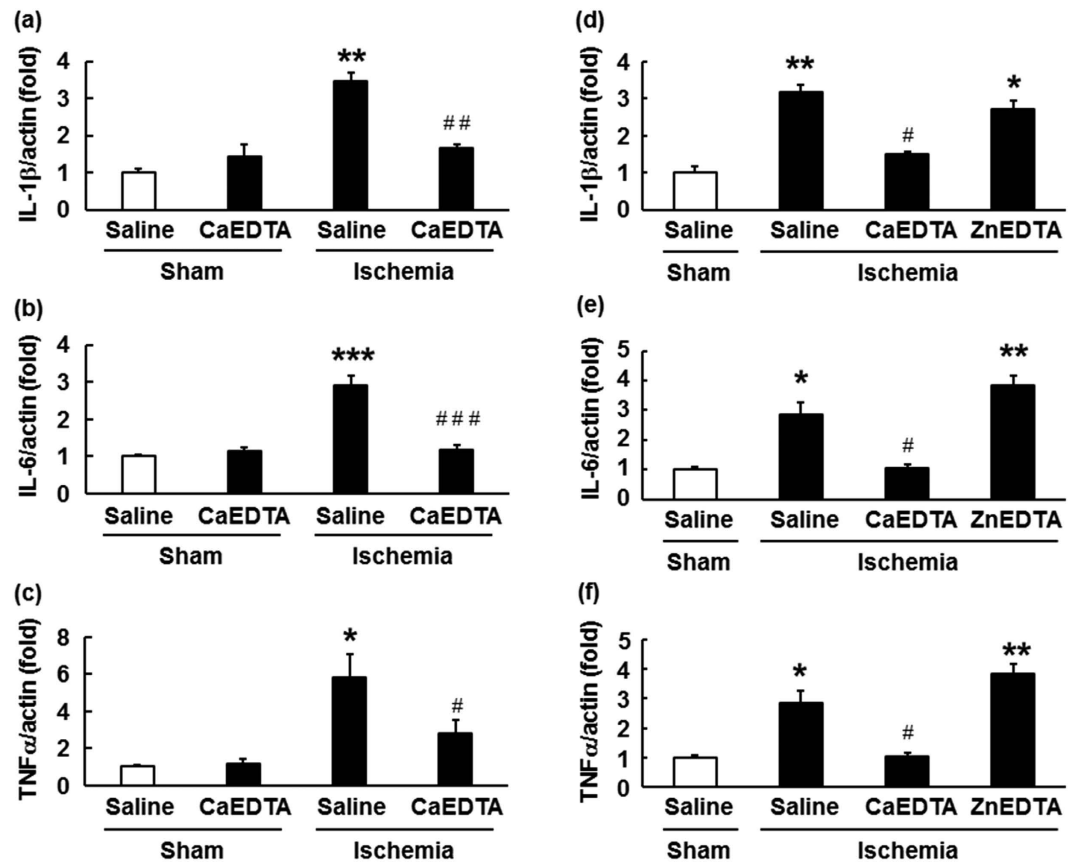 (a)
IL-1β/actin (fold)
4
3
2
1
0
**
##
Saline CaEDTA Saline CaEDTA
Sham Ischemia
(b)
IL-6/actin (fold)
4
3
2
1
0
***
###
Saline CaEDTA Saline CaEDTA
Sham Ischemia
(c)
TNFα/actin (fold)
8
6
4
2
0
*
#
Saline CaEDTA Saline CaEDTA
Sham Ischemia
(d)
IL-1β/actin (fold)
4
3
2
1
0
**
#
*
Saline Saline CaEDTA ZnEDTA
Sham Ischemia
(e)
IL-6/actin (fold)
5
4
3
2
1
0
*
#
**
Saline Saline CaEDTA ZnEDTA
Sham Ischemia
(f)
TNFα/actin (fold)
5
4
3
2
1
0
*
#
**
Saline Saline CaEDTA ZnEDTA
Sham Ischemia